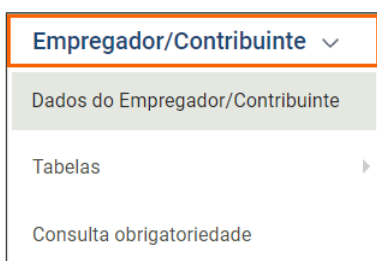 Empregador/Contribuinte
Dados do Empregador/Contribuinte
Tabelas
Consulta obrigatoriedade